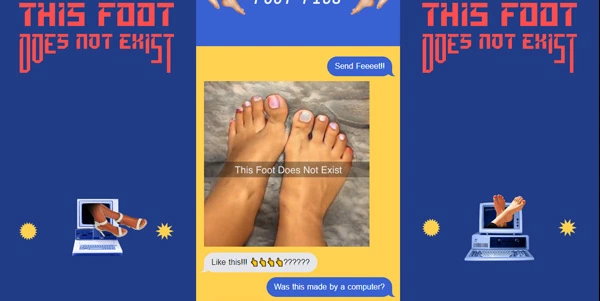 THIS FOOT
DOES NOT EXIST
Send Feeeet!!!
This Foot Does Not Exist
Like this!!! 👆👆👆👆??????
Was this made by a computer?
THIS FOOT
DOES NOT EXIST